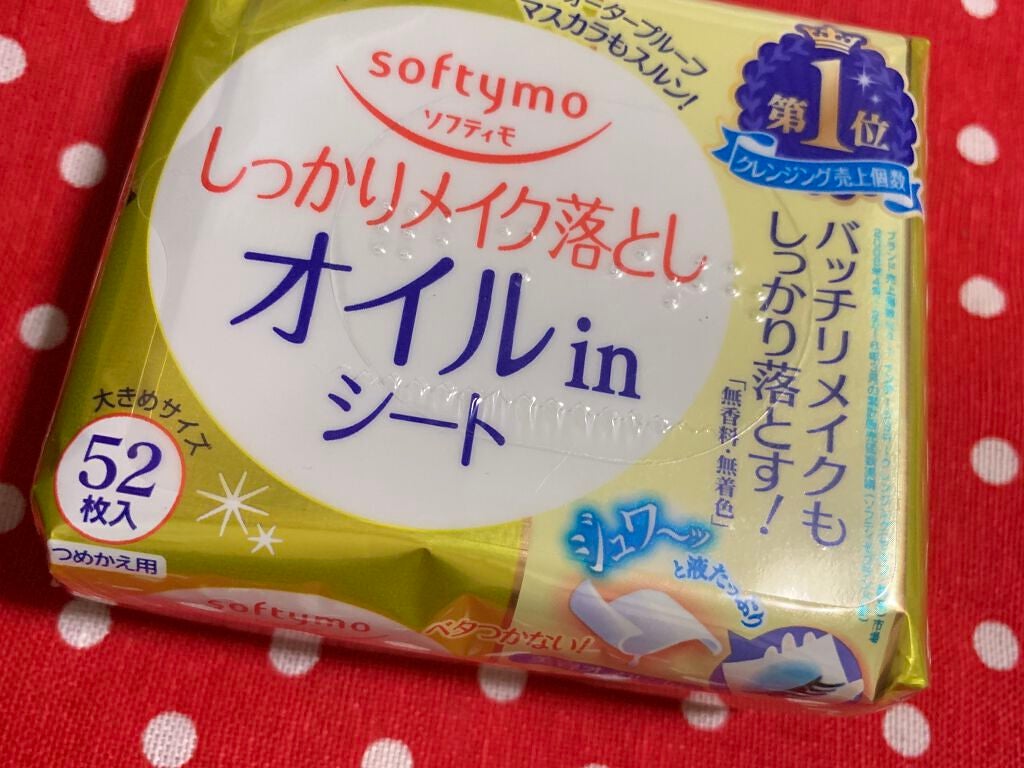 ウォータープルーフ
マスカラもスルン!
第1位
クレンジング売上個数
softymo
ソフティモ
しっかりメイク落とし
オイルin
シート
バッチリメイクも
しっかり落とす!
「無香料・無着色」
大きめサイズ
52
枚入
つめかえ用
シュワ〜ッ
と液たっぷり
softymo
ベタつかない!